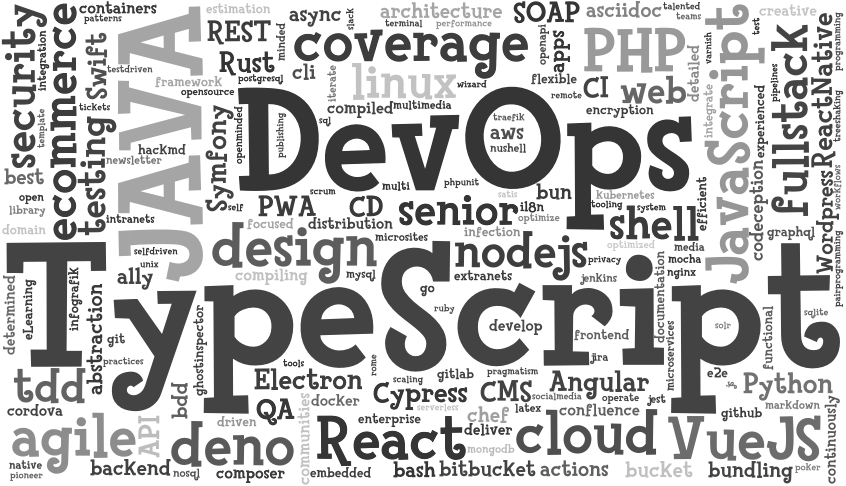 containers
patterns
estimation
async
slack
architecture
terminal
performance
SOAP
asciidoc
talented
teams
creative
programming
security
integration
ecommerce
Swift
testdriven
JAVA
REST
minded
coverage
openapi
apps
PHP
varnish
detailed
test
JavaScript
pipelines
fullstack
ReactNative
Rust
postgresql
cli
iterate
linux
wizard
flexible
CI
web
framework
opensource
remote
integrate
experienced
treeshaking
template
tickets
testing
hackmd
newsletter
openminded
Symfony
publishing
sql
compiled
multimedia
encryption
DevOps
traefik
aws
nushell
codeception
workflows
Wordpress
best
open
library
intranets
self
scrum
multi
phpunit
satis
bun
kubernetes
tooling
system
efficient
domain
PWA
CD
senior
il8n
optimize
shell
graphql
selfdriven
unix
focused
distribution
infection
optimized
media
pairprogramming
design
microsites
nodejs
privacy
mocha
ally
compiling
mysql
extranets
jenkins
nginx
documentation
TypeScript
determined
eLearning
infografik
abstraction
git
practices
ghostinspector
go
ruby
develop
frontend
microservices
solr
functional
sqlite
tools
rome
gitlab
pragmatism
jira
e2e
jq
tdd
bdd
Electron
scaling
Cypress
CMS
Angular
Python
cordova
QA
docker
serverless
socialmedia
operate
jest
markdown
driven
communities
enterprise
chef
latex
confluence
github
continuously
agile
API
deno
React
deliver
cloud
VueJS
mongodb
native
pioneer
backend
nosql
composer
embedded
bash
bitbucket
actions
bucket
bundling
poker